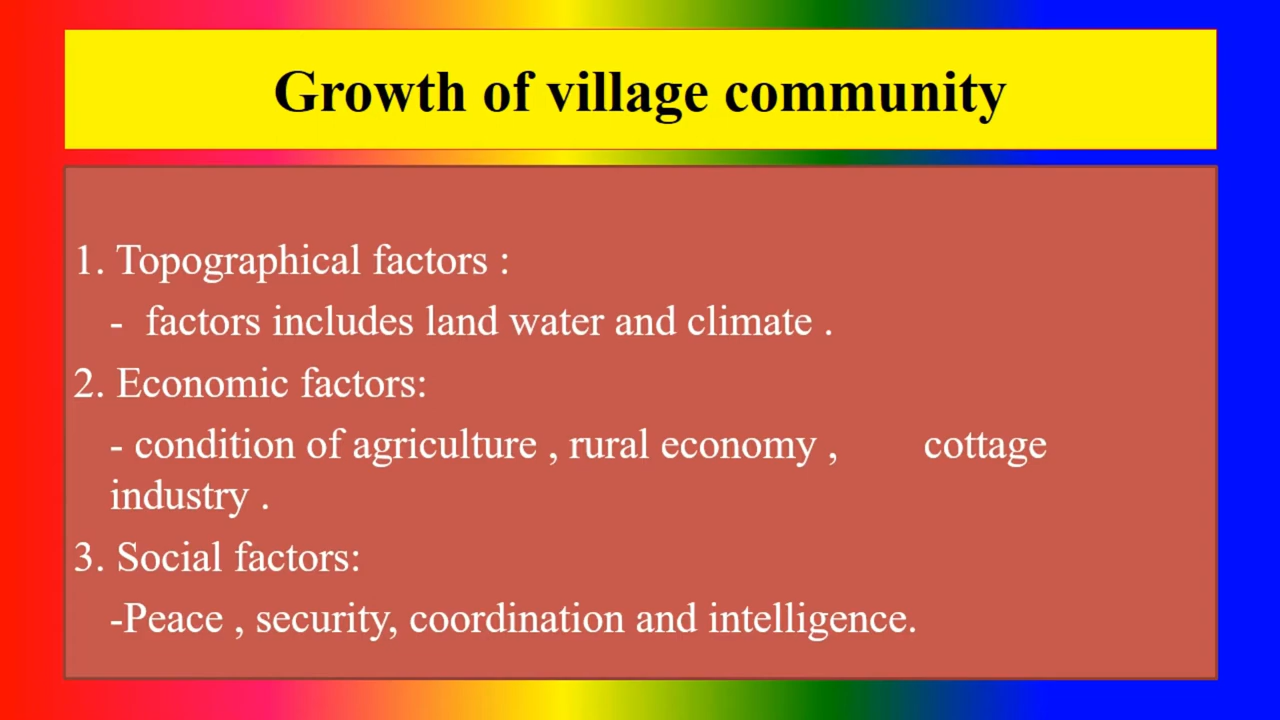 Growth of village community
1. Topographical factors :
- factors includes land water and climate .
2. Economic factors:
- condition of agriculture , rural economy , cottage
industry .
3. Social factors:
-Peace , security, coordination and intelligence.